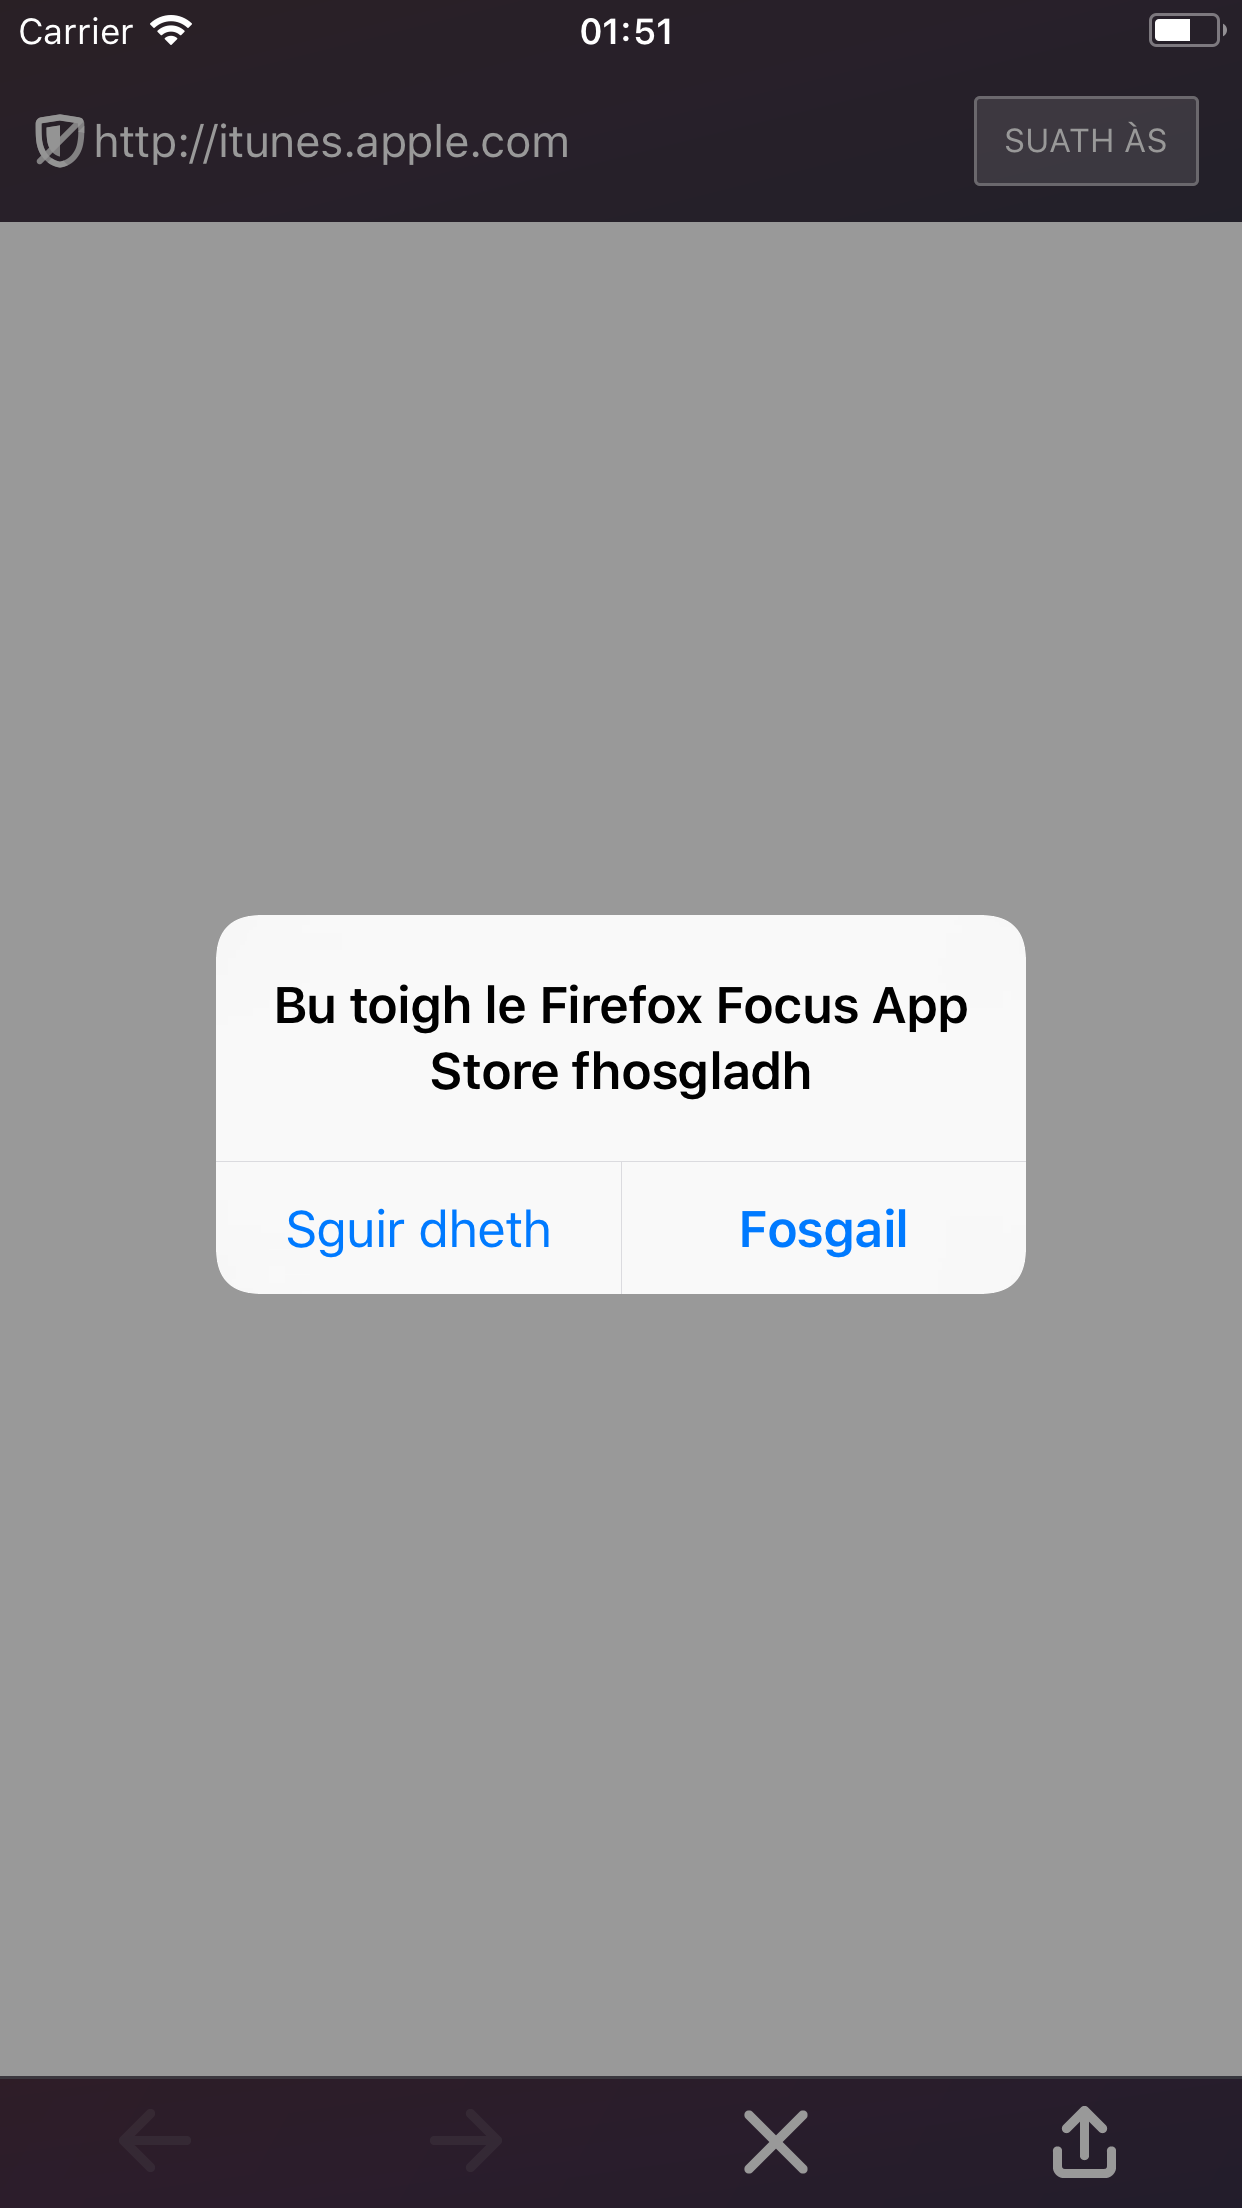 Carrier
01:51
http://itunes.apple.com
SUATH ÀS
Bu toigh le Firefox Focus App
Store fhosgladh
Sguir dheth
Fosgail